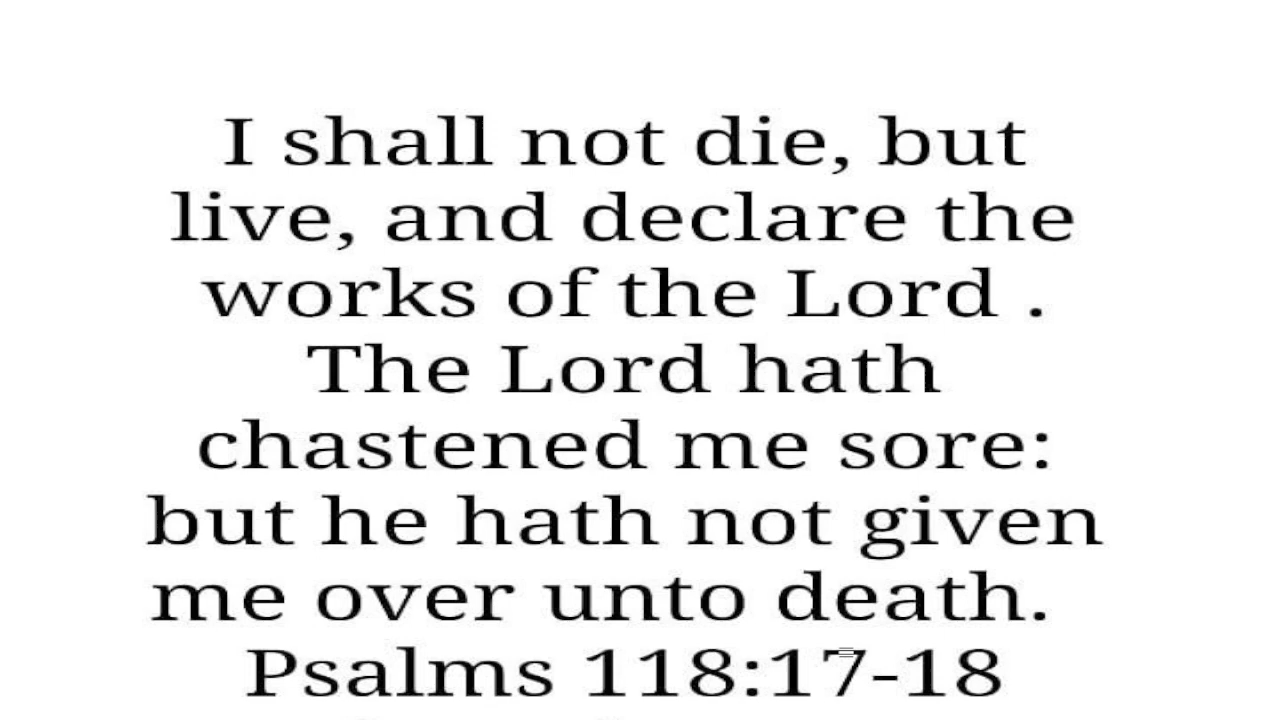 I shall not die, but
live, and declare the
works of the Lord .
The Lord hath
chastened me sore:
but he hath not given
me over unto death.
Psalms 118:17-18